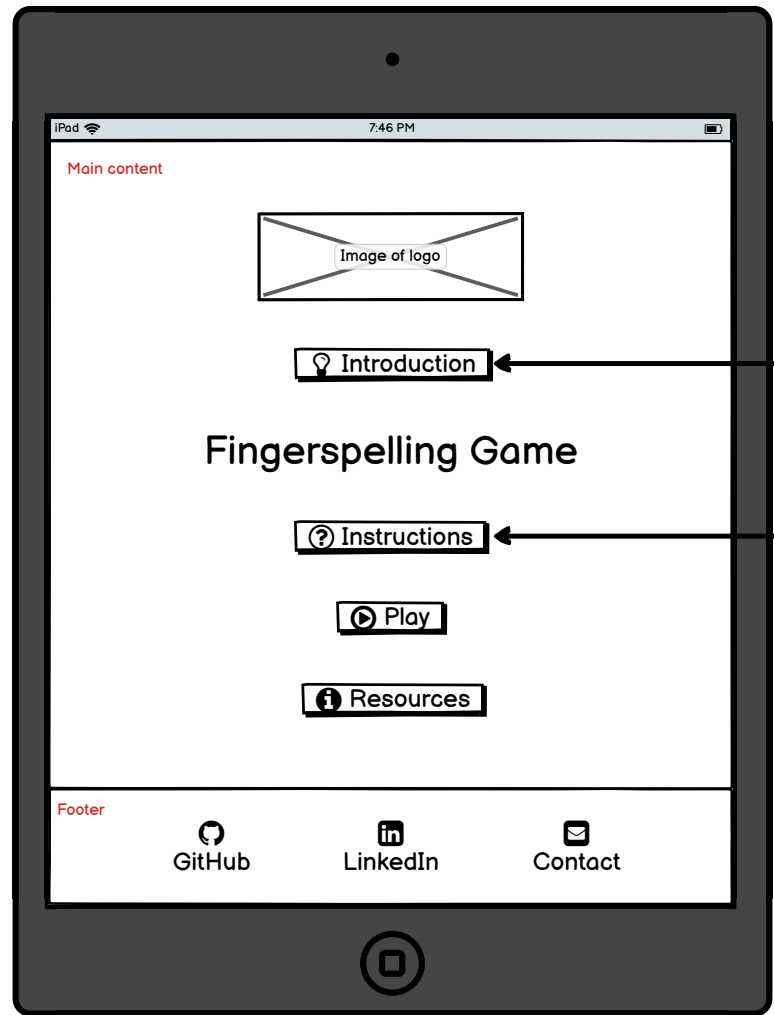 iPad 7:46 PM
Main content
Image of logo
Introduction
Fingerspelling Game
Instructions
Play
Resources
Footer
GitHub LinkedIn Contact